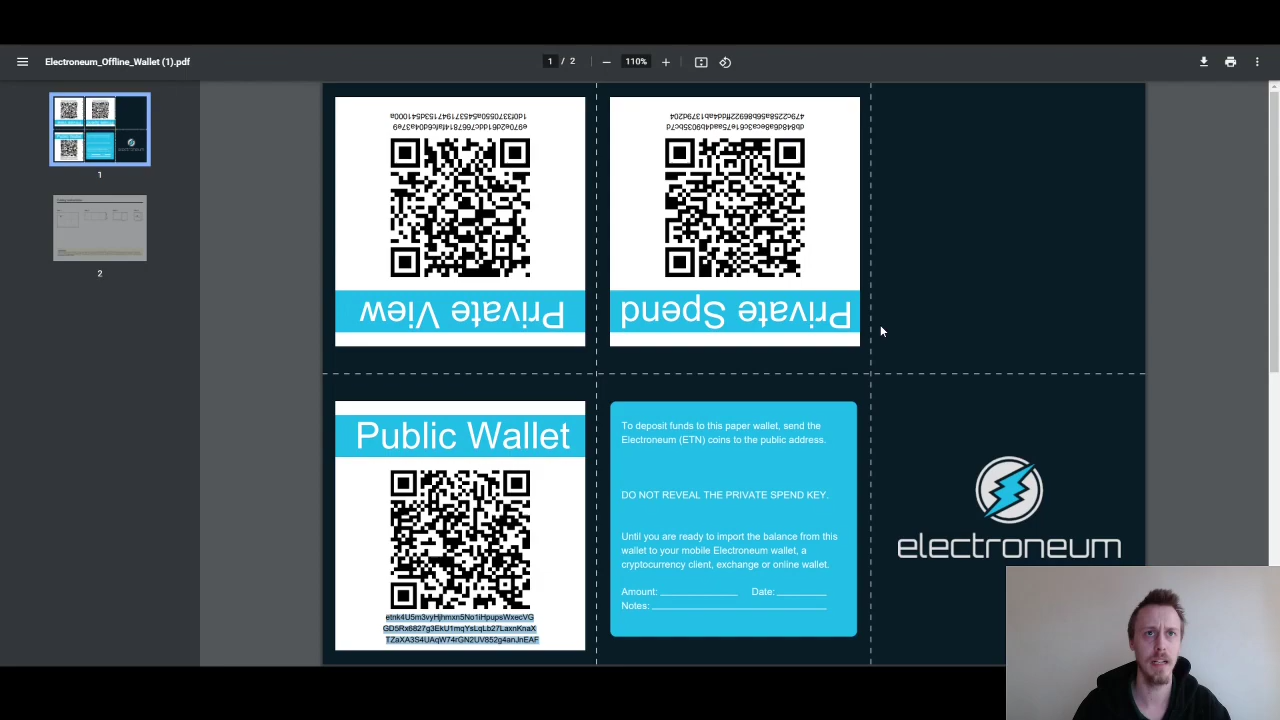 Electroneum_Offline_Wallet (1).pdf
1 / 2
110%
1
2
Private View
Private Spend
Public Wallet
etnk4U5m3vyHjhmxn5No1iHpupsWxecVG
GD5Rx6827g3EkU1mqYsLqLb27LaxnKnaX
TZaXA3S4UAqW74rGN2UV852g4anJnEAF
To deposit funds to this paper wallet, send the
Electroneum (ETN) coins to the public address.
DO NOT REVEAL THE PRIVATE SPEND KEY.
Until you are ready to import the balance from this
wallet to your mobile Electroneum wallet, a
cryptocurrency client, exchange or online wallet.
Amount: Date:
Notes:
electroneum